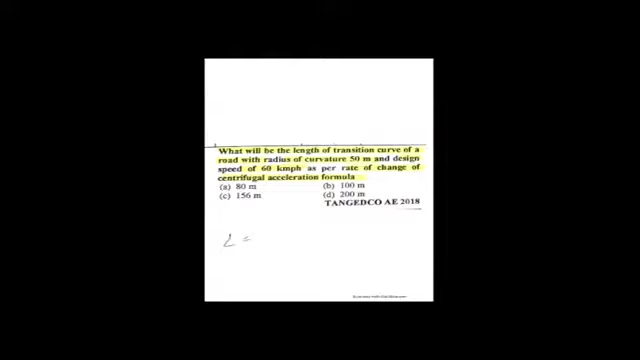 What will be the length of transition curve of a
road with radius of curvature 50 m and design
speed of 60 kmph as per rate of change of
centrifugal acceleration formula
(a) 80 m (b) 100 m
(c) 156 m (d) 200 m
TANGEDCO AE 2018
L =